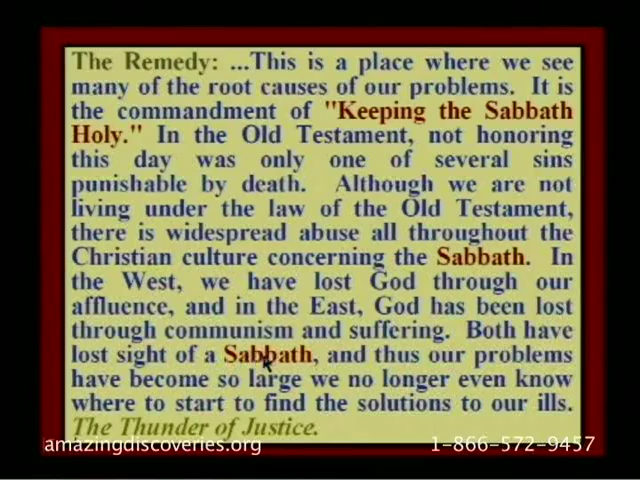 The Remedy: ...This is a place where we see
many of the root causes of our problems. It is
the commandment of "Keeping the Sabbath
Holy." In the Old Testament, not honoring
this day was only one of several sins
punishable by death. Although we are not
living under the law of the Old Testament,
there is widespread abuse all throughout the
Christian culture concerning the Sabbath. In
the West, we have lost God through our
affluence, and in the East, God has been lost
through communism and suffering. Both have
lost sight of a Sabbath, and thus our problems
have become so large we no longer even know
where to start to find the solutions to our ills.
The Thunder of Justice.
amazingdiscoveries.org 1-866-572-9457